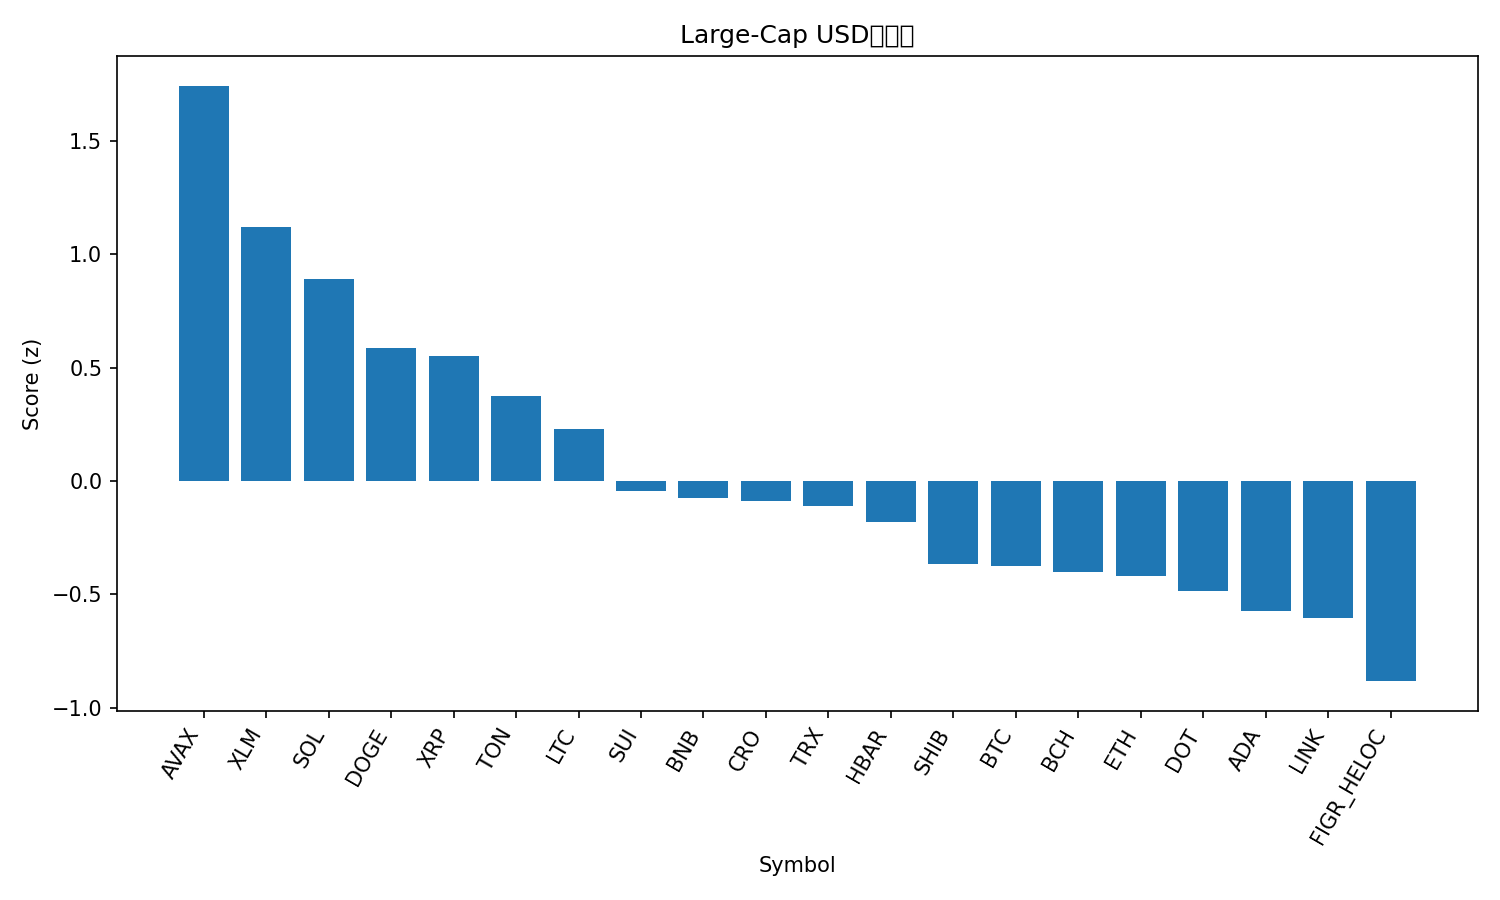 Large-Cap USD
1.5
1.0
0.5
0.0
−0.5
−1.0
Score (z)
AVAX
XLM
SOL
DOGE
XRP
TON
LTC
SUI
BNB
CRO
TRX
HBAR
SHIB
BTC
BCH
ETH
DOT
ADA
LINK
FIGR_HELOC
Symbol